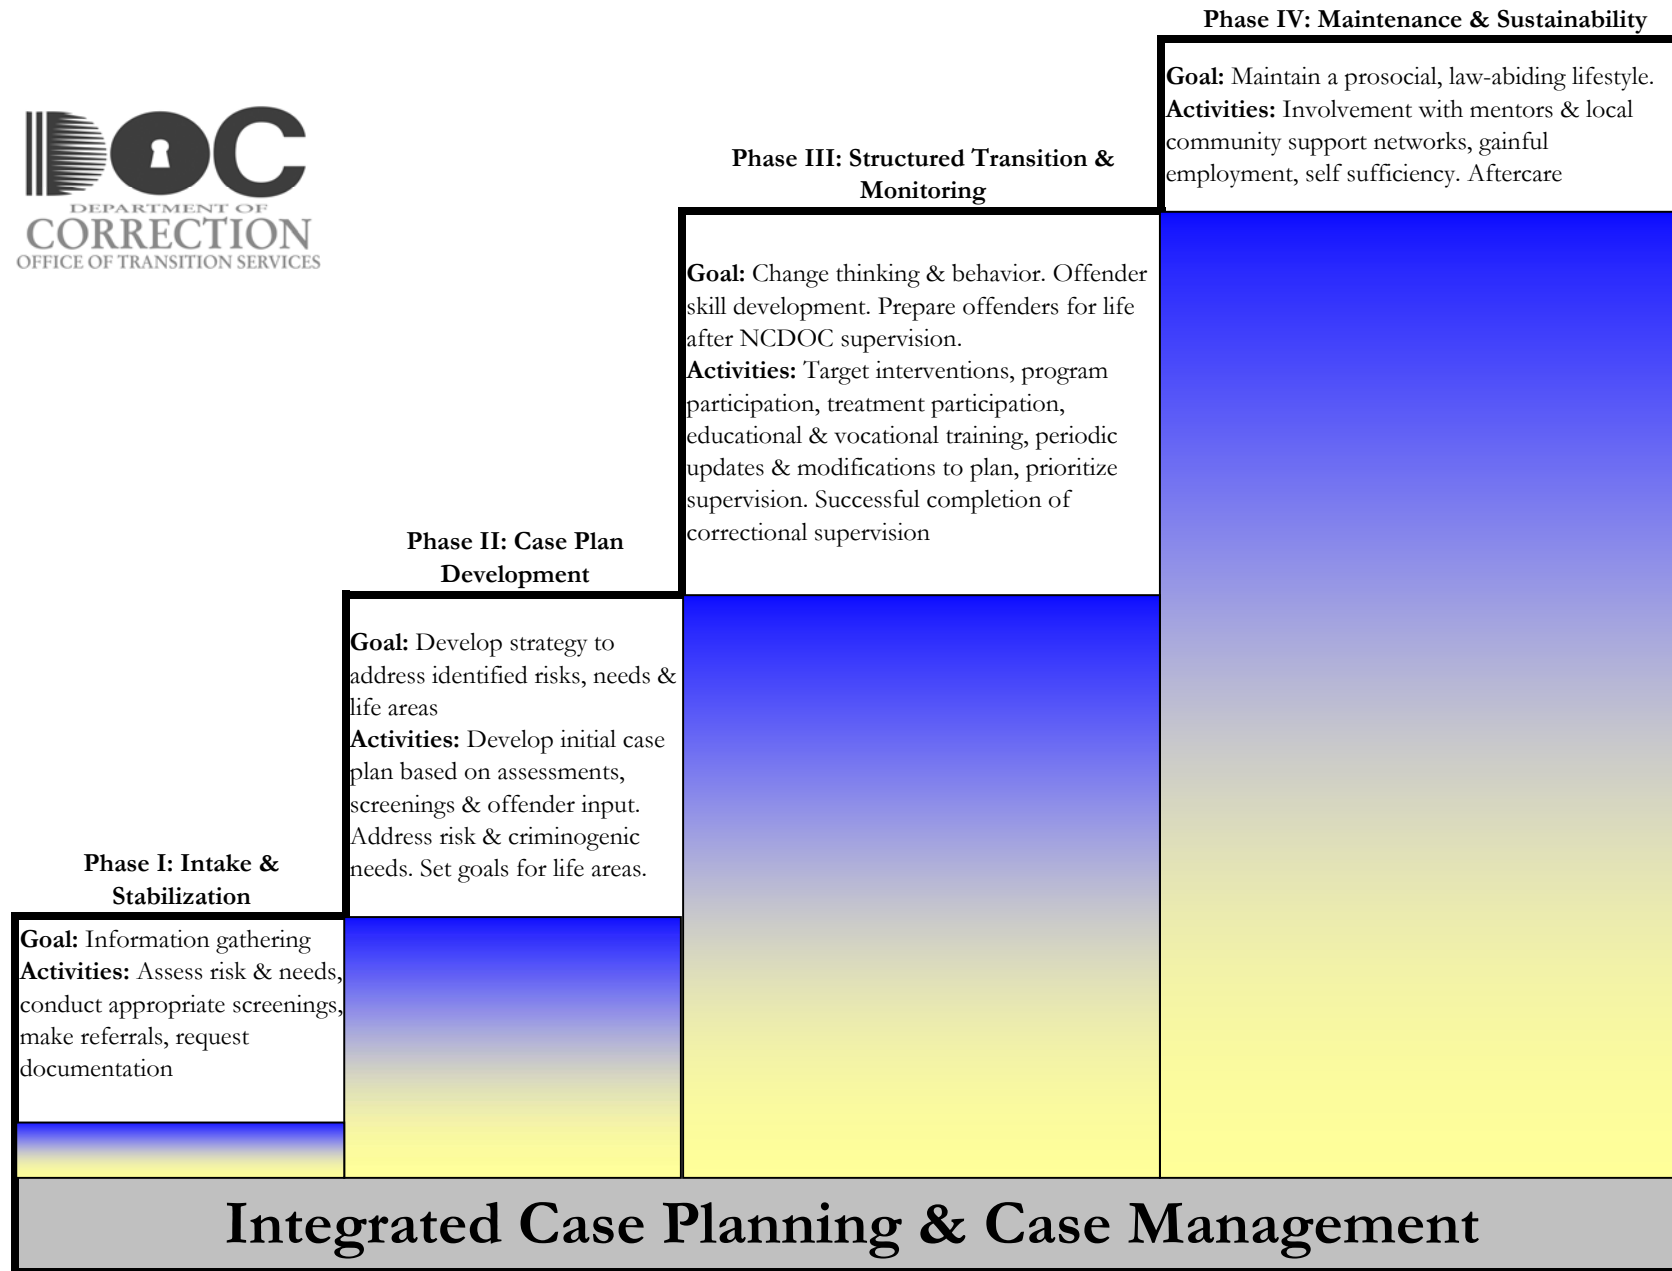 DOC
DEPARTMENT OF
CORRECTION
OFFICE OF TRANSITION SERVICES
Phase I: Intake &
Stabilization
Goal: Information gathering
Activities: Assess risk & needs,
conduct appropriate screenings,
make referrals, request
documentation
Phase II: Case Plan
Development
Goal: Develop strategy to
address identified risks, needs &
life areas
Activities: Develop initial case
plan based on assessments,
screenings & offender input.
Address risk & criminogenic
needs. Set goals for life areas.
Phase III: Structured Transition &
Monitoring
Goal: Change thinking & behavior. Offender
skill development. Prepare offenders for life
after NCDOC supervision.
Activities: Target interventions, program
participation, treatment participation,
educational & vocational training, periodic
updates & modifications to plan, prioritize
supervision. Successful completion of
correctional supervision
Phase IV: Maintenance & Sustainability
Goal: Maintain a prosocial, law-abiding lifestyle.
Activities: Involvement with mentors & local
community support networks, gainful
employment, self sufficiency. Aftercare
Integrated Case Planning & Case Management